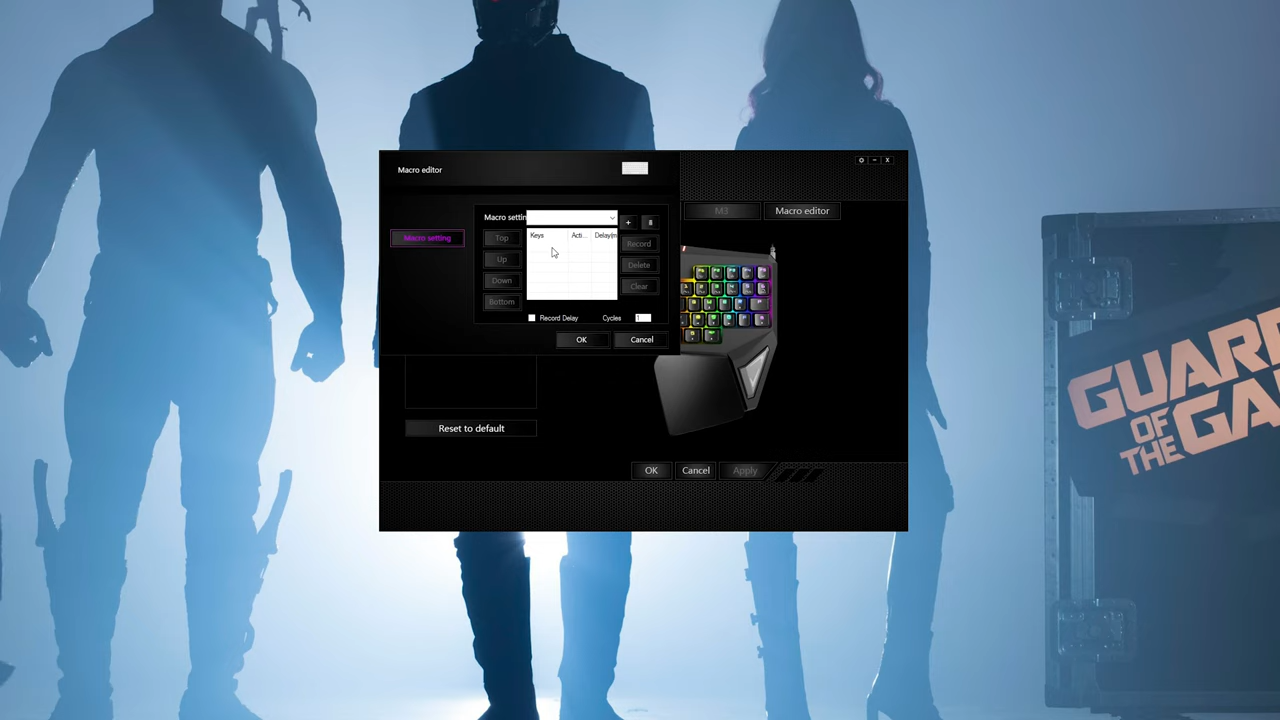 Macro editor
M3
Macro editor
Macro settin
+
Macro setting
Top
Keys
Acti...
Delay(m
Record
Up
Delete
Down
Clear
Bottom
Record Delay
Cycles
1
OK
Cancel
Reset to default
OK
Cancel
Apply
GUARD
OF
THE
GA